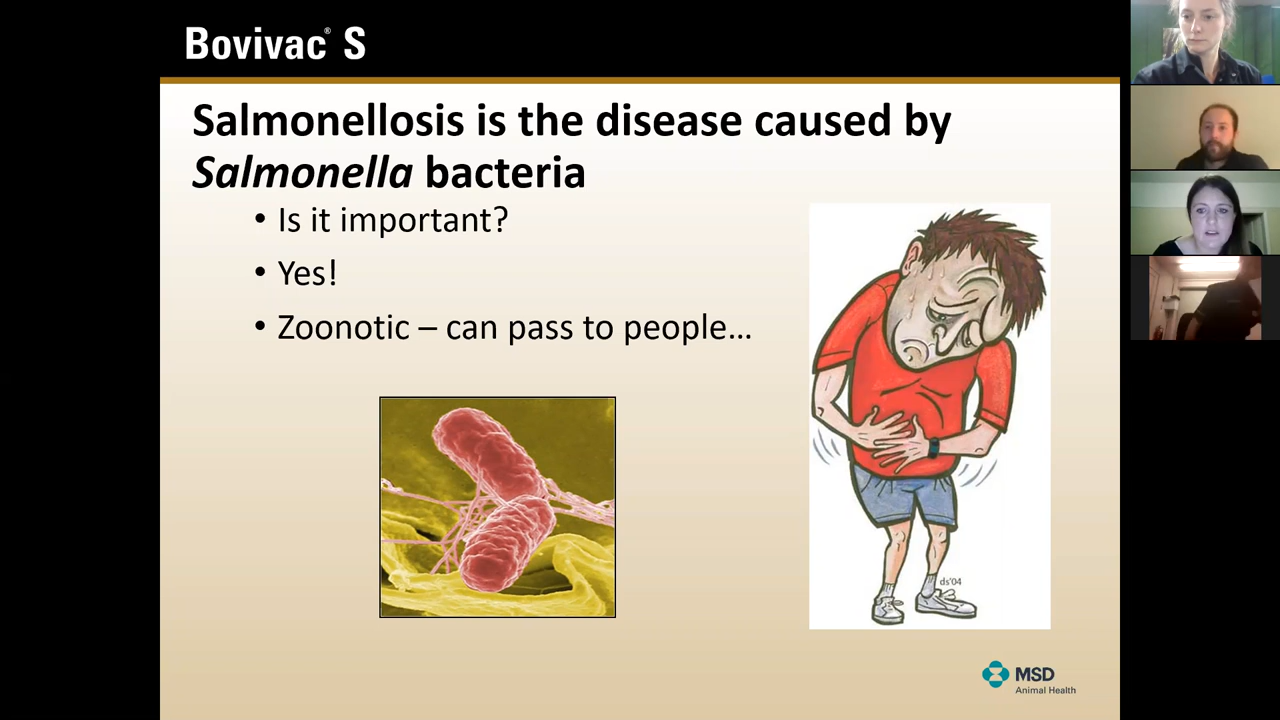 Bovivac® S
Salmonellosis is the disease caused by
Salmonella bacteria
• Is it important?
• Yes!
• Zoonotic – can pass to people...
ds'04
MSD
Animal Health